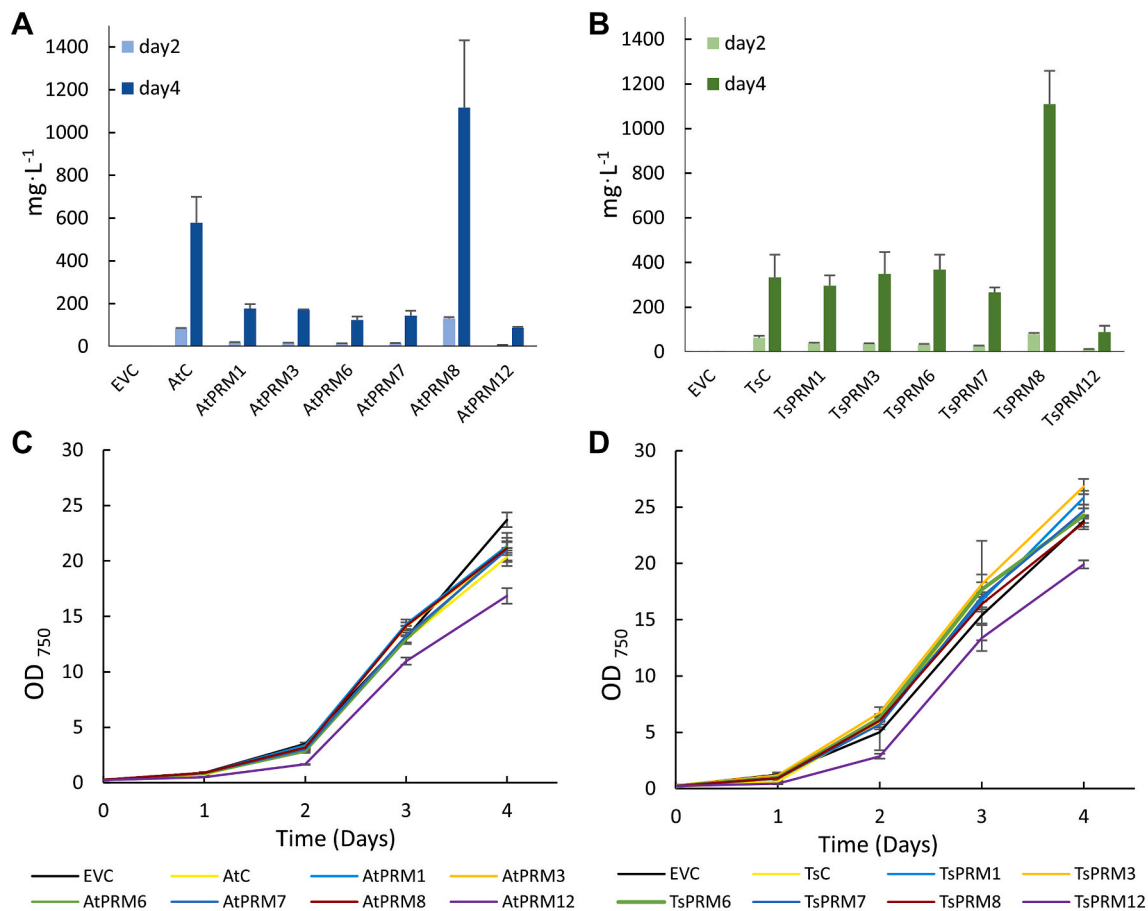 A
1400
1200
1000
800
600
400
200
0
mg·L-1
day2
day4
EVC
AtC
AtPRM1
AtPRM3
AtPRM6
AtPRM7
AtPRM8
AtPRM12
B
1400
1200
1000
800
600
400
200
0
mg·L-1
day2
day4
EVC
TsC
TsPRM1
TsPRM3
TsPRM6
TsPRM7
TsPRM8
TsPRM12
C
30
25
20
15
10
5
0
OD 750
0 1 2 3 4
Time (Days)
EVC AtC AtPRM1 AtPRM3
AtPRM6 AtPRM7 AtPRM8 AtPRM12
D
30
25
20
15
10
5
0
OD 750
0 1 2 3 4
Time (Days)
EVC TsC TsPRM1 TsPRM3
TsPRM6 TsPRM7 TsPRM8 TsPRM12